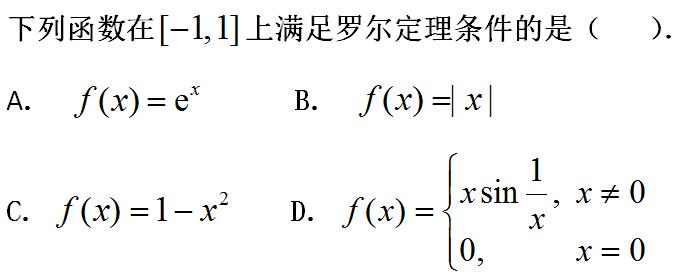 下列函数在[−1,1]上满足罗尔定理条件的是（ ）.
A. f(x)=eˣ B. f(x)=| x |
C. f(x)=1−x² D. f(x)={ x sin 1/x, x≠0
0, x=0